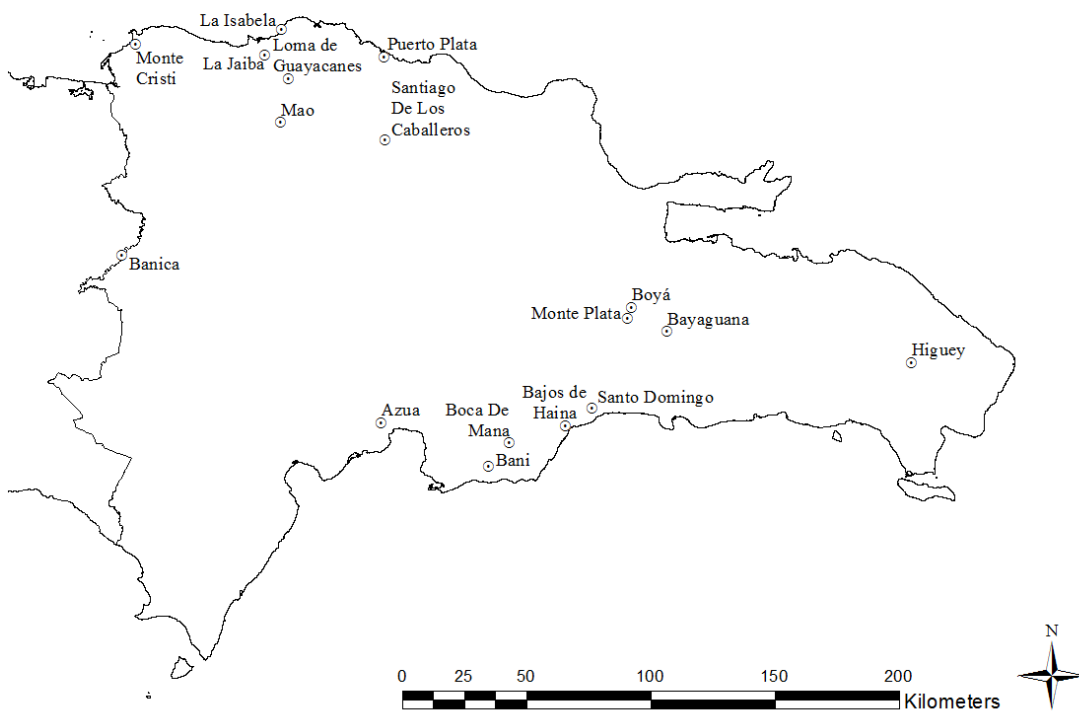 La Isabela
Monte
Cristi
La Jaiba
Loma de
Guayacanes
Puerto Plata
Mao
Santiago
De Los
Caballeros
Banica
Boyá
Monte Plata
Bayaguana
Higuey
Azua
Boca De
Mana
Bani
Bajos de
Haina
Santo Domingo
N
0 25 50 100 150 200
Kilometers